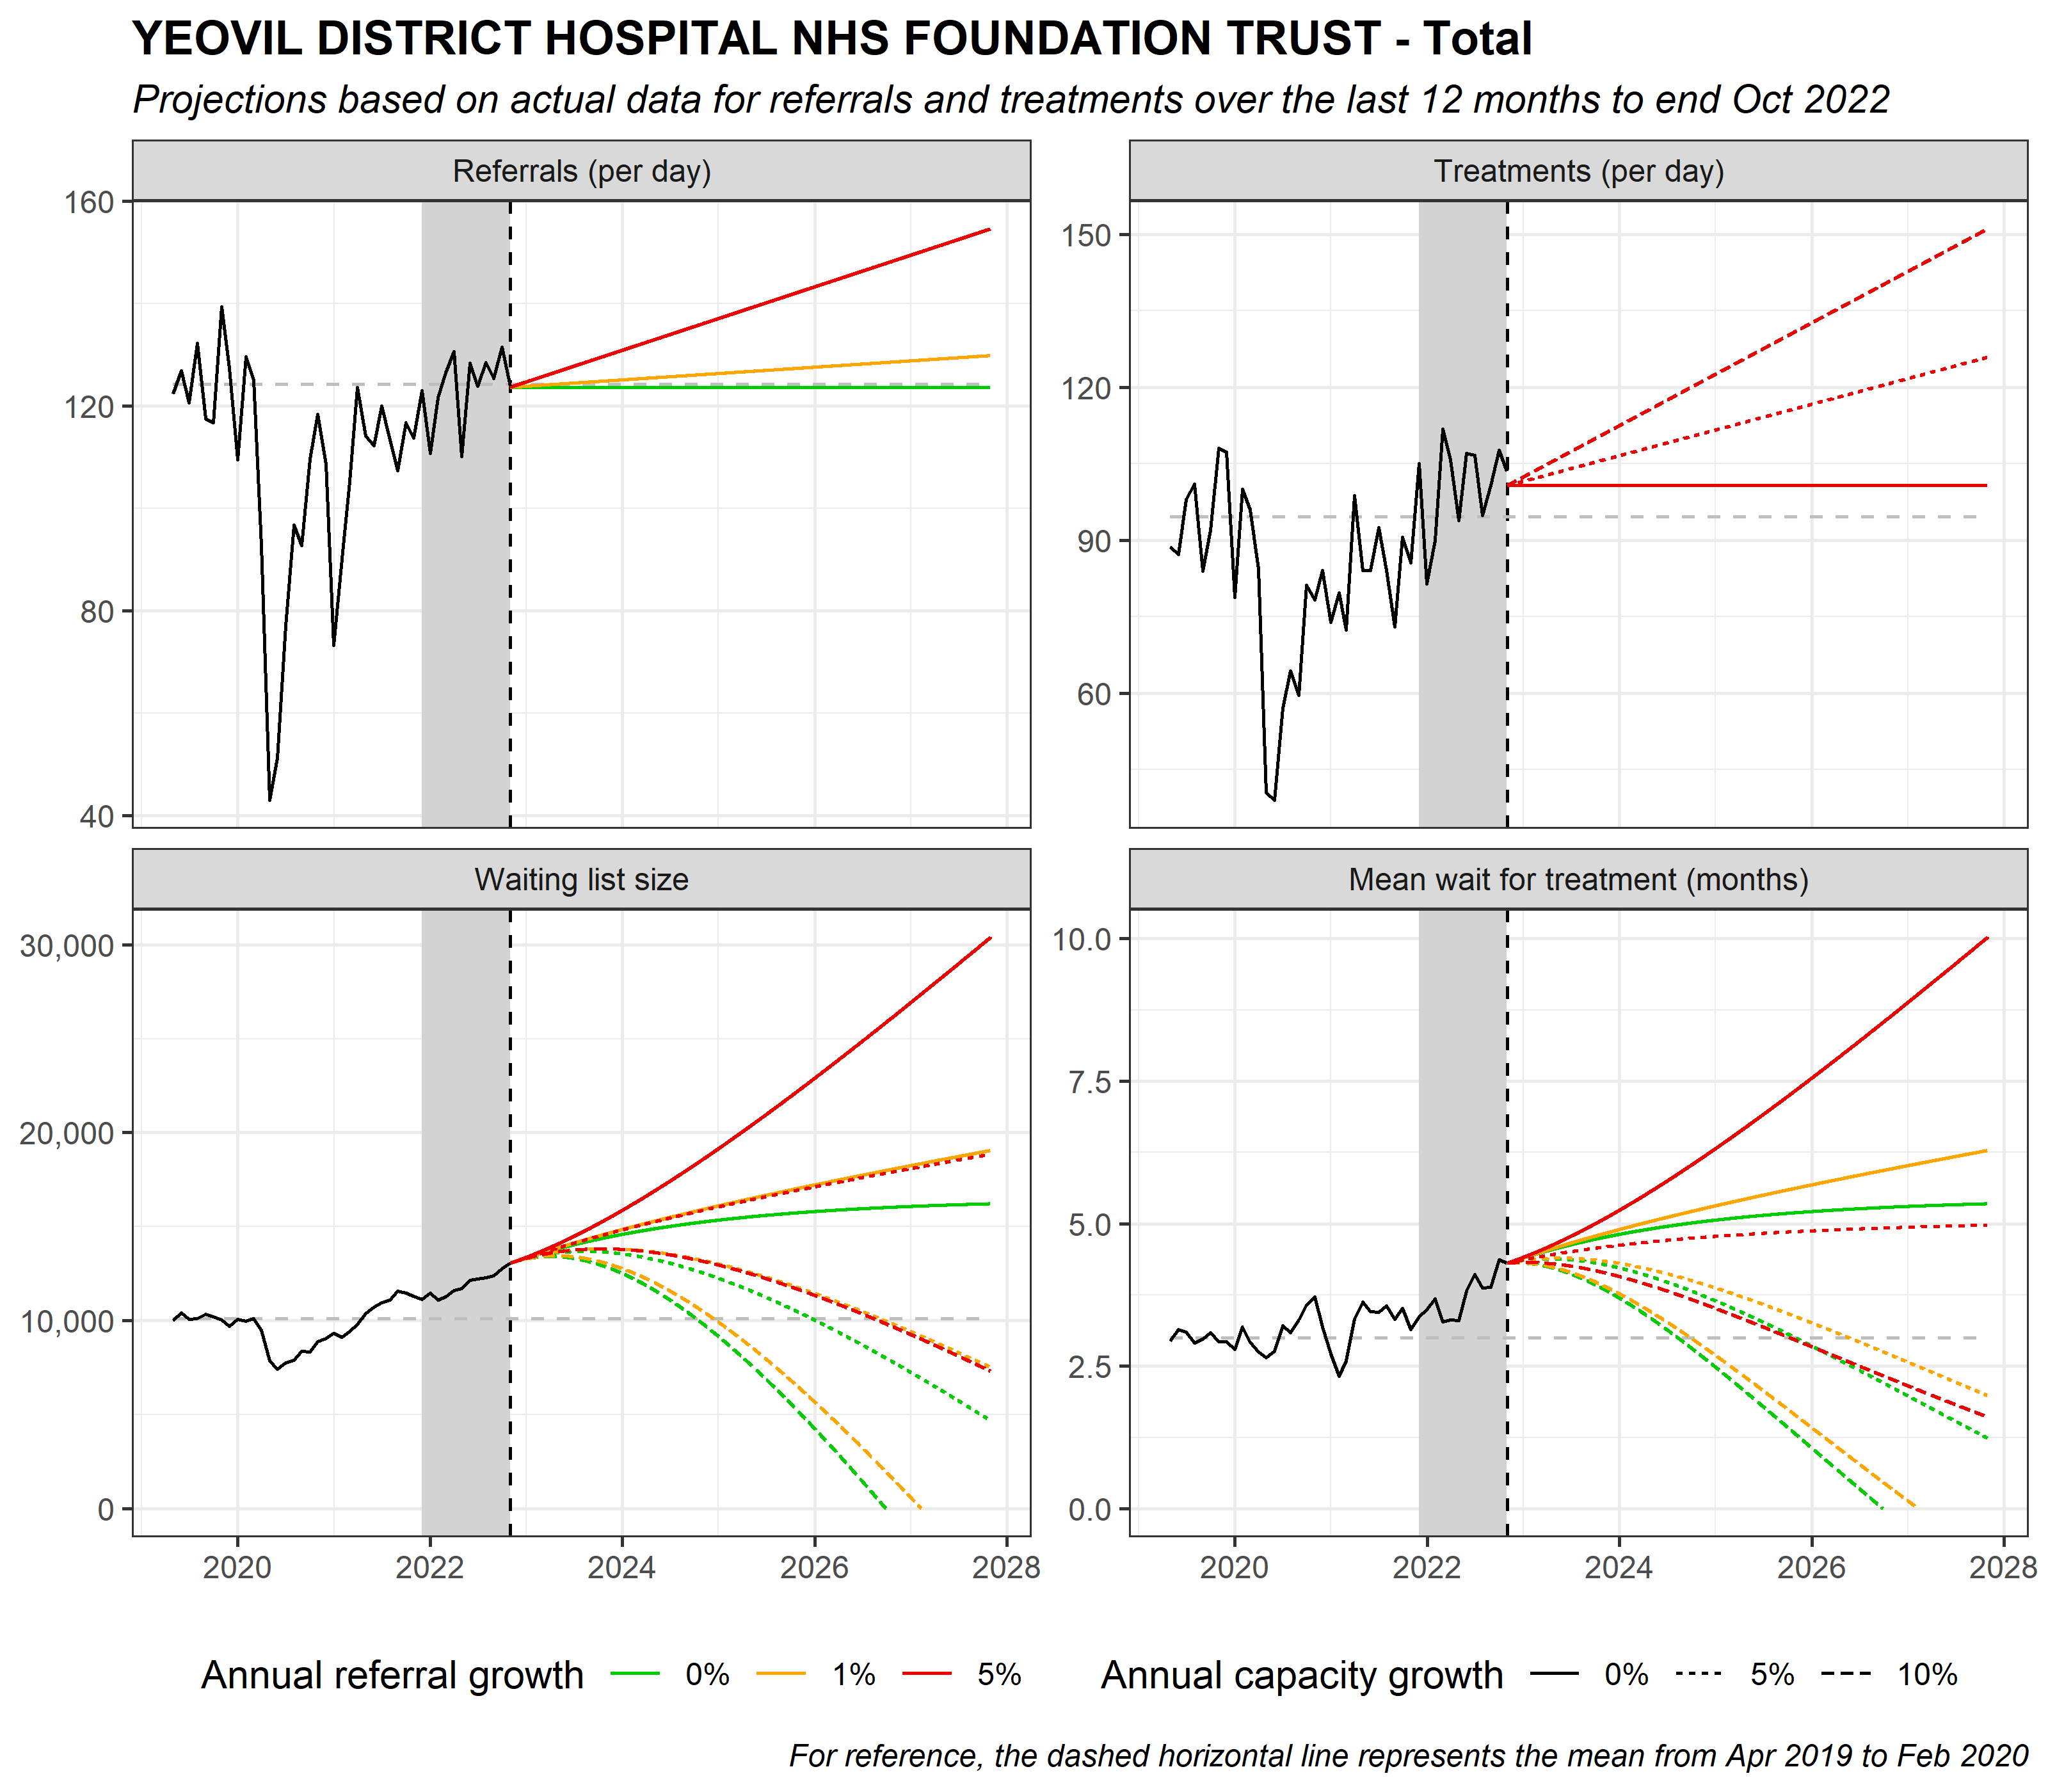 YEOVIL DISTRICT HOSPITAL NHS FOUNDATION TRUST - Total
Projections based on actual data for referrals and treatments over the last 12 months to end Oct 2022
Referrals (per day)
160
120
80
40
Treatments (per day)
150
120
90
60
Waiting list size
30,000
20,000
10,000
0
2020 2022 2024 2026 2028
Mean wait for treatment (months)
10.0
7.5
5.0
2.5
0.0
2020 2022 2024 2026 2028
Annual referral growth 0% 1% 5%
Annual capacity growth 0% 5% 10%
For reference, the dashed horizontal line represents the mean from Apr 2019 to Feb 2020